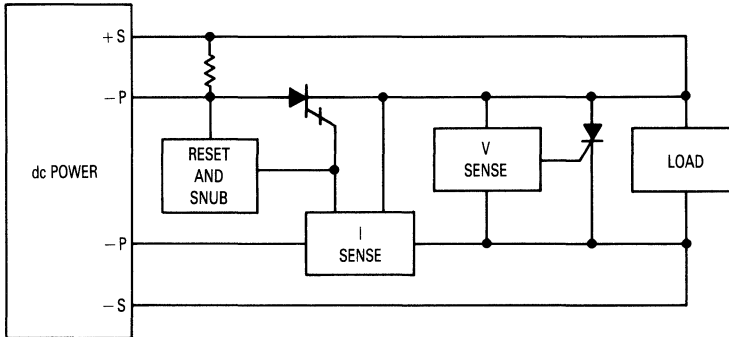 +S
−P
dc POWER
RESET
AND
SNUB
V
SENSE
LOAD
−P
I
SENSE
−S